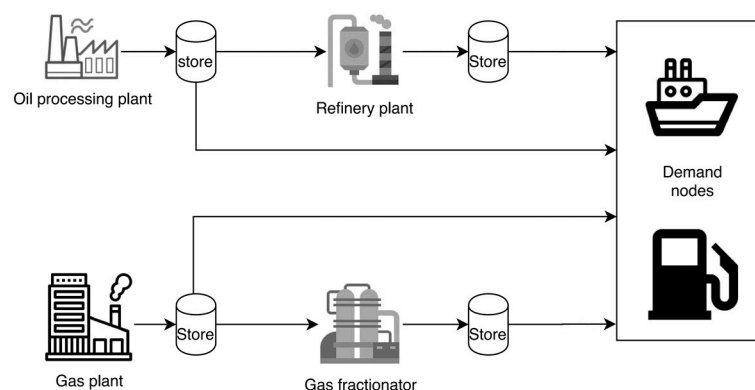 store
Store
Oil processing plant
Refinery plant
Demand
nodes
Store
Store
Gas plant
Gas fractionator